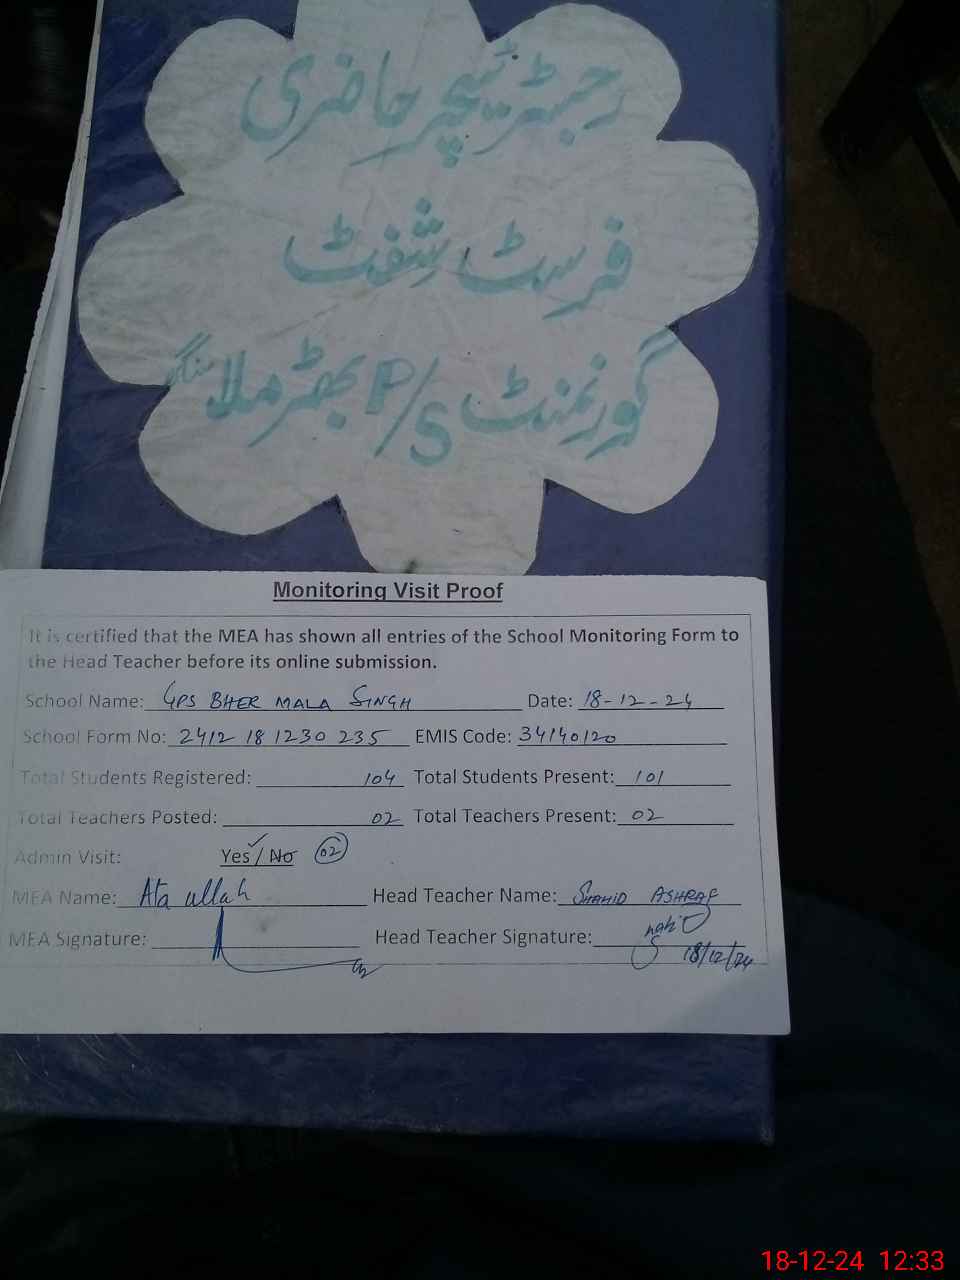 رجسٹر ٹیچر حاضری
فرسٹ شفٹ
گورنمنٹ P/S بھڑ ملا سنگھ
Monitoring Visit Proof
It is certified that the MEA has shown all entries of the School Monitoring Form to
the Head Teacher before its online submission.
School Name: GPS BHER MALA SINGH Date: 18-12-24
School Form No: 2412 18 1230 235 EMIS Code: 34140120
Total Students Registered: 104 Total Students Present: 101
Total Teachers Posted: 02 Total Teachers Present: 02
Admin Visit: Yes / No 02
MEA Name: Ata ullah Head Teacher Name: SHAHID ASHRAF
MEA Signature: Head Teacher Signature:
18/12/24
18-12-24 12:33